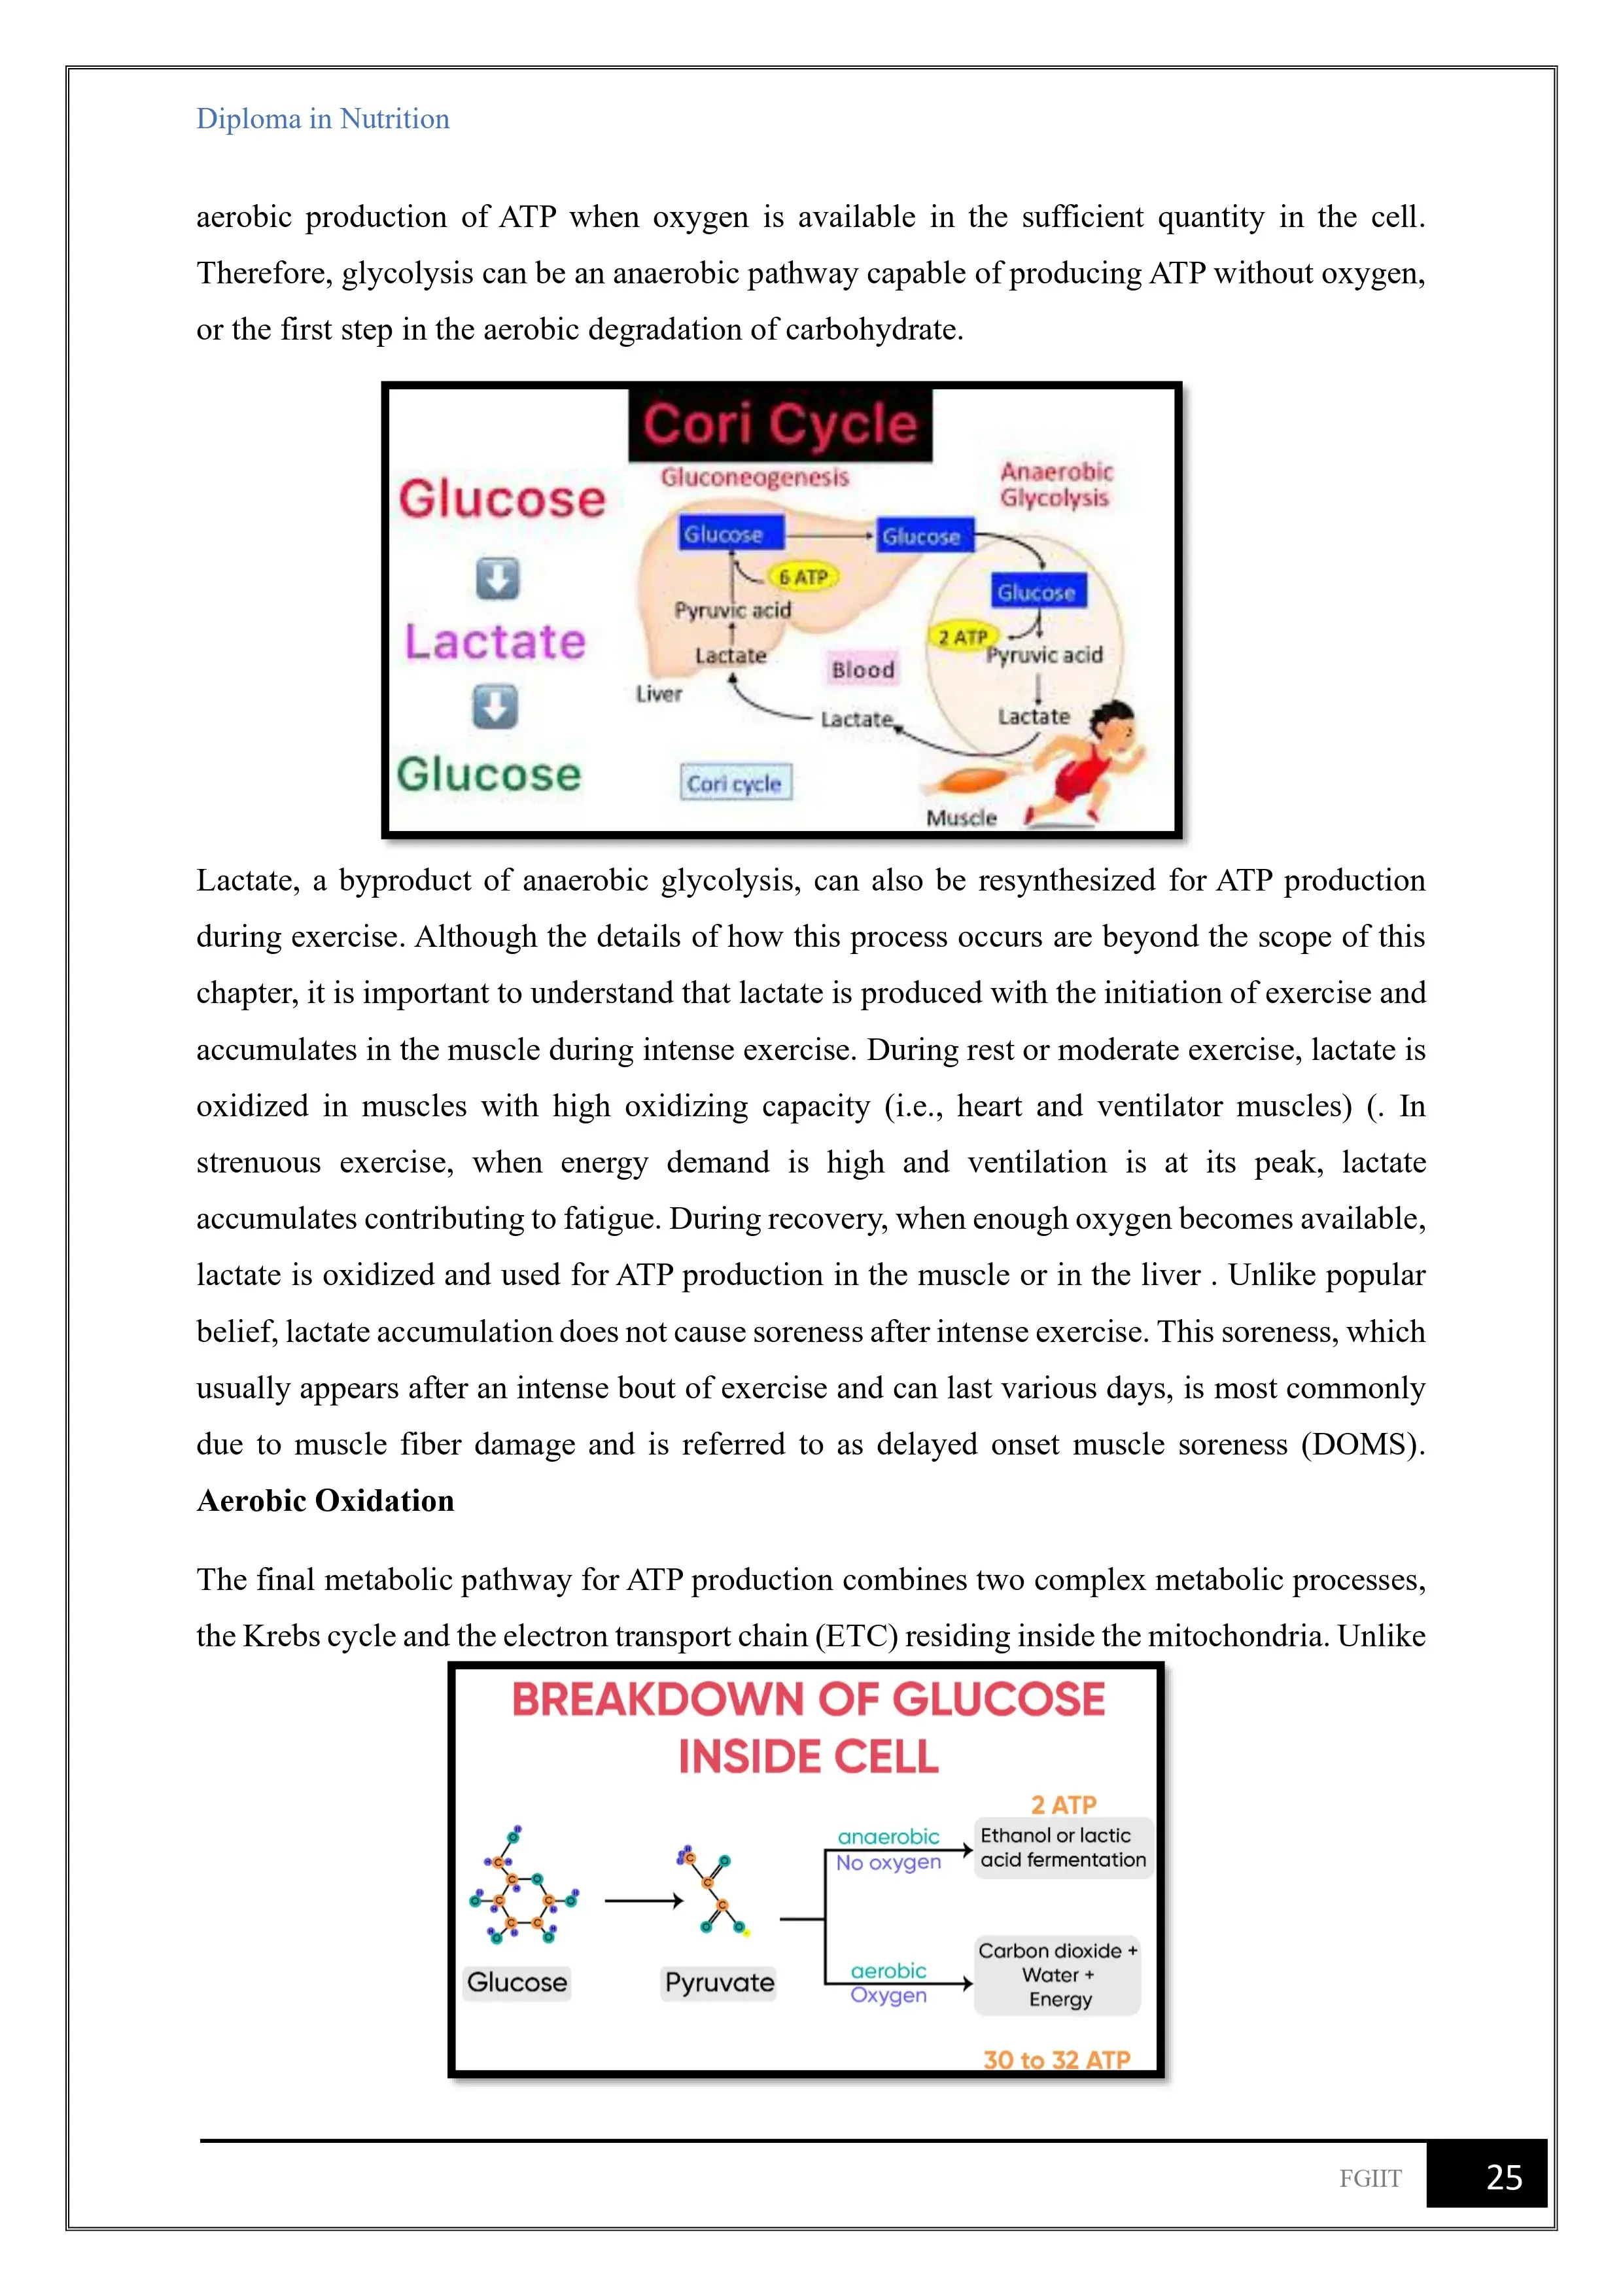 Diploma in Nutrition
aerobic production of ATP when oxygen is available in the sufficient quantity in the cell.
Therefore, glycolysis can be an anaerobic pathway capable of producing ATP without oxygen,
or the first step in the aerobic degradation of carbohydrate.
Cori Cycle
Glucose
Lactate
Glucose
Gluconeogenesis
Anaerobic
Glycolysis
Glucose
Glucose
Glucose
6 ATP
Pyruvic acid
Lactate
Liver
2 ATP
Pyruvic acid
Blood
Lactate
Lactate
Cori cycle
Muscle
Lactate, a byproduct of anaerobic glycolysis, can also be resynthesized for ATP production
during exercise. Although the details of how this process occurs are beyond the scope of this
chapter, it is important to understand that lactate is produced with the initiation of exercise and
accumulates in the muscle during intense exercise. During rest or moderate exercise, lactate is
oxidized in muscles with high oxidizing capacity (i.e., heart and ventilator muscles) (. In
strenuous exercise, when energy demand is high and ventilation is at its peak, lactate
accumulates contributing to fatigue. During recovery, when enough oxygen becomes available,
lactate is oxidized and used for ATP production in the muscle or in the liver . Unlike popular
belief, lactate accumulation does not cause soreness after intense exercise. This soreness, which
usually appears after an intense bout of exercise and can last various days, is most commonly
due to muscle fiber damage and is referred to as delayed onset muscle soreness (DOMS).
Aerobic Oxidation
The final metabolic pathway for ATP production combines two complex metabolic processes,
the Krebs cycle and the electron transport chain (ETC) residing inside the mitochondria. Unlike
BREAKDOWN OF GLUCOSE
INSIDE CELL
Glucose
Pyruvate
anaerobic
No oxygen
2 ATP
Ethanol or lactic
acid fermentation
aerobic
Oxygen
Carbon dioxide +
Water +
Energy
30 to 32 ATP
FGIIT
25